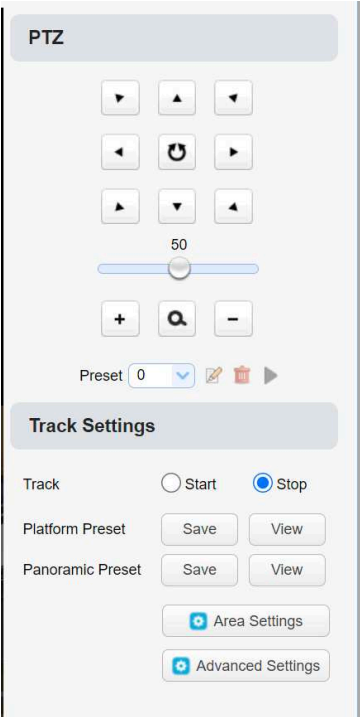 PTZ
50
+ −
Preset 0
Track Settings
Track Start Stop
Platform Preset Save View
Panoramic Preset Save View
Area Settings
Advanced Settings